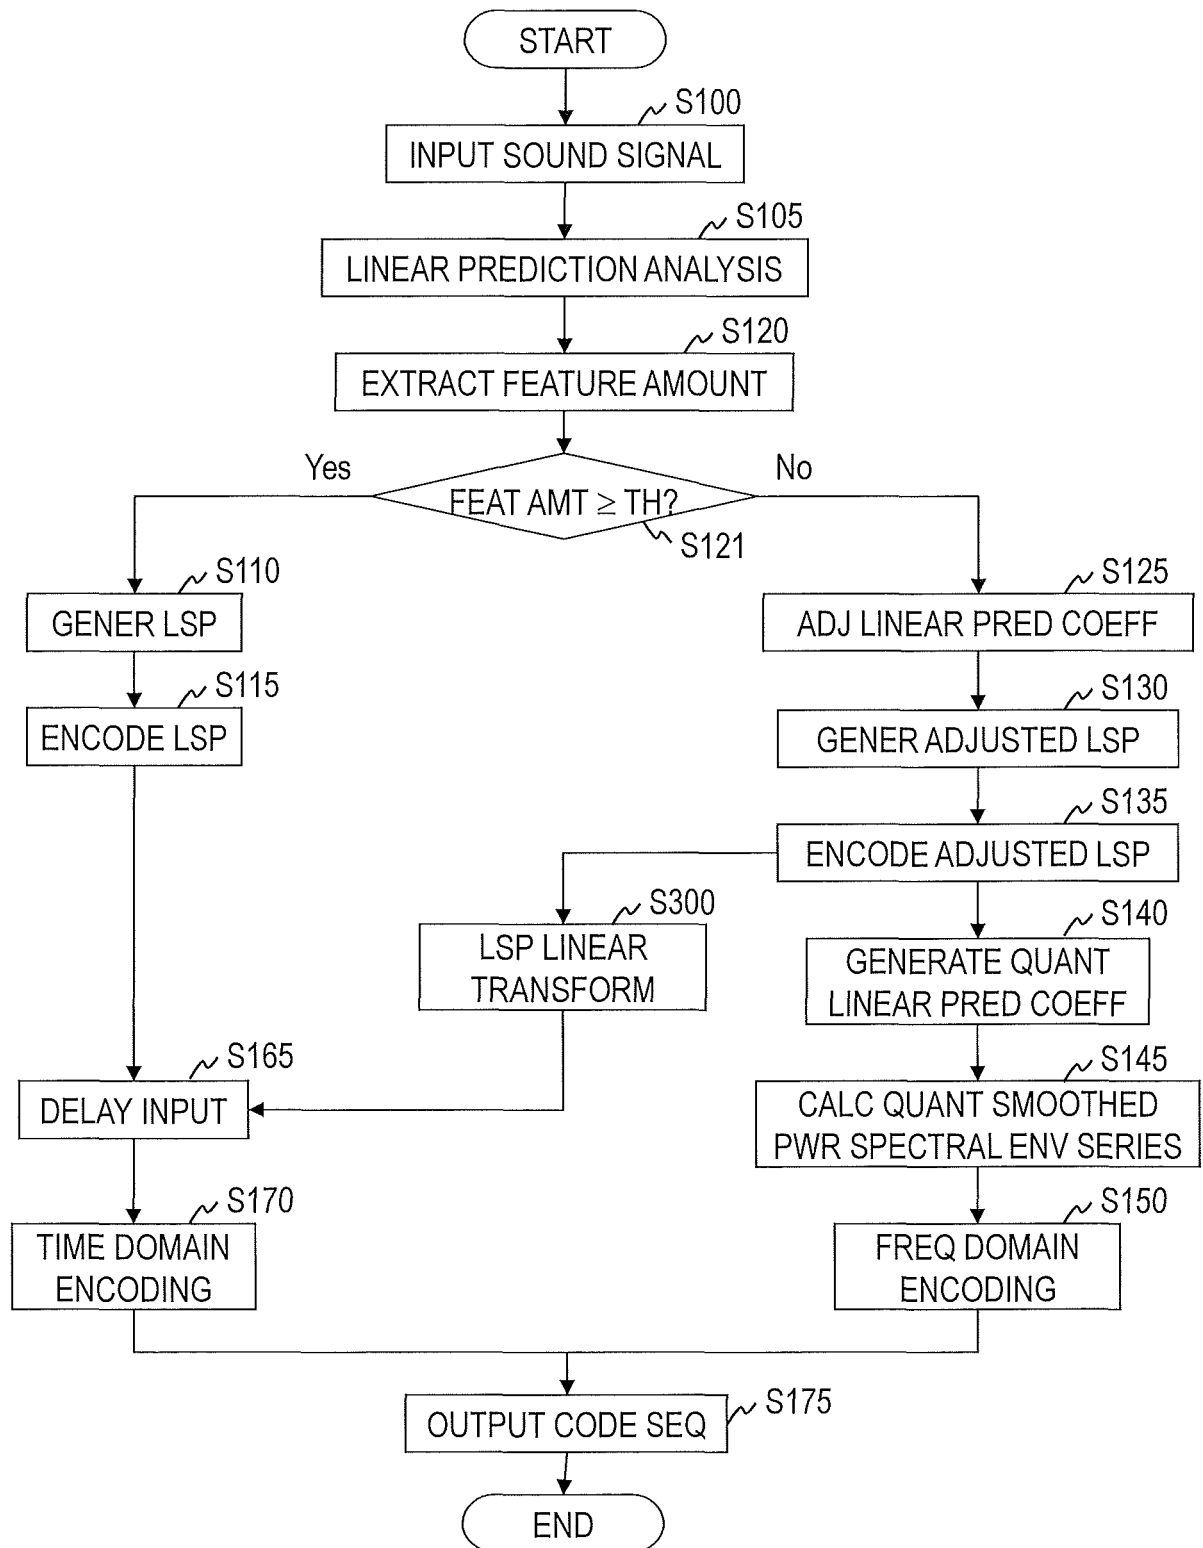 START
S100
INPUT SOUND SIGNAL
S105
LINEAR PREDICTION ANALYSIS
S120
EXTRACT FEATURE AMOUNT
Yes
No
FEAT AMT ≧ TH?
S121
S110
GENER LSP
S115
ENCODE LSP
S125
ADJ LINEAR PRED COEFF
S130
GENER ADJUSTED LSP
S135
ENCODE ADJUSTED LSP
S300
LSP LINEAR
TRANSFORM
S140
GENERATE QUANT
LINEAR PRED COEFF
S165
DELAY INPUT
S145
CALC QUANT SMOOTHED
PWR SPECTRAL ENV SERIES
S170
TIME DOMAIN
ENCODING
S150
FREQ DOMAIN
ENCODING
S175
OUTPUT CODE SEQ
END